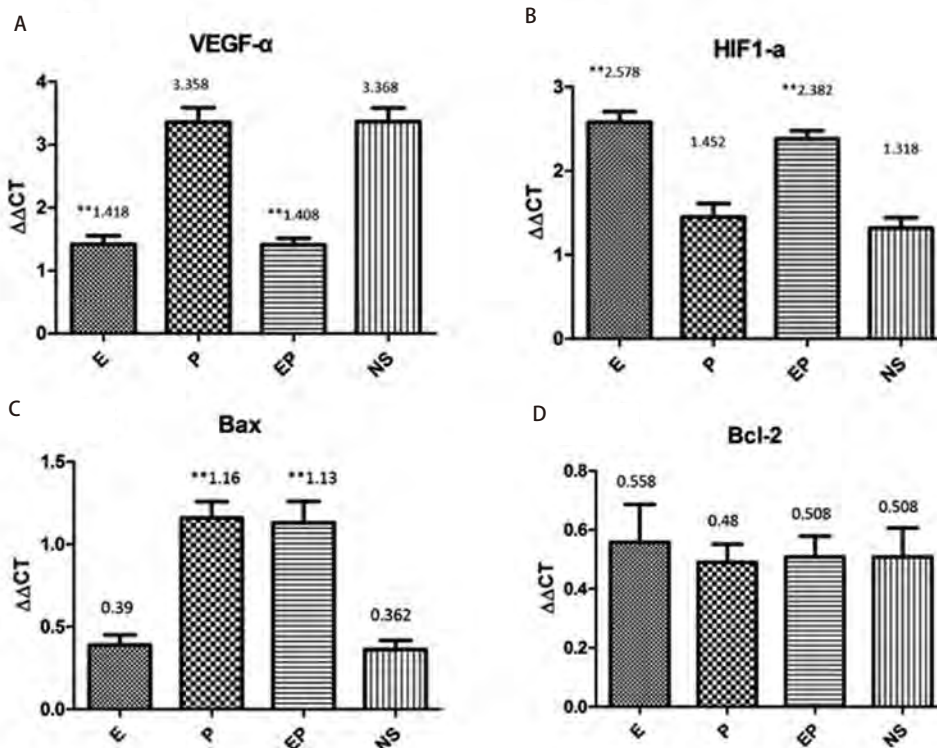 A
VEGF-α
ΔΔCT
4
3
2
1
0
**1.418
3.358
**1.408
3.368
E
P
EP
NS
B
HIF1-a
ΔΔCT
3
2
1
0
**2.578
1.452
**2.382
1.318
E
P
EP
NS
C
Bax
ΔΔCT
1.5
1.0
0.5
0.0
0.39
**1.16
**1.13
0.362
E
P
EP
NS
D
Bcl-2
ΔΔCT
0.8
0.6
0.4
0.2
0.0
0.558
0.48
0.508
0.508
E
P
EP
NS